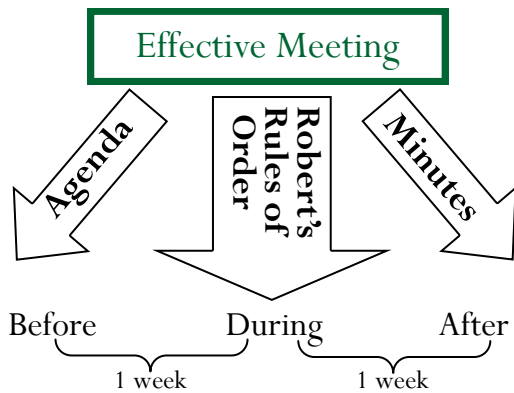 Effective Meeting
Agenda
Robert's
Rules of
Order
Minutes
Before During After
1 week 1 week